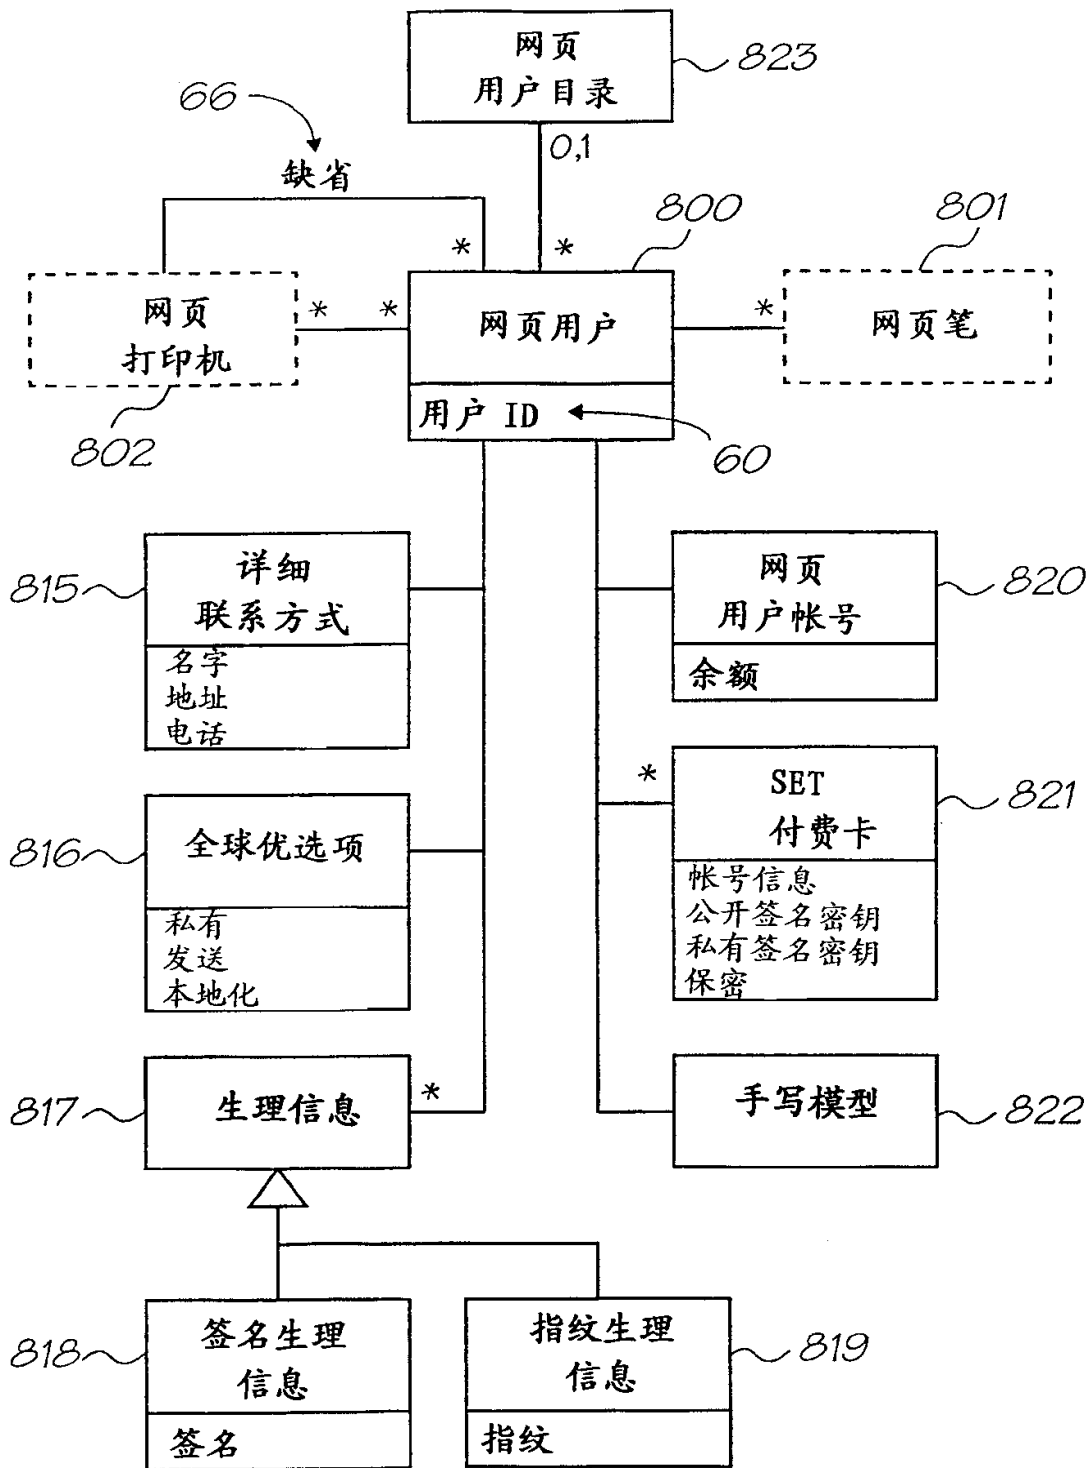 网页
用户目录
823
66
0,1
缺省
800
801
*
*
网页
打印机
*
*
网页用户
*
网页笔
802
用户 ID
60
815
详细
联系方式
名字
地址
电话
网页
用户帐号
820
余额
816
全球优选项
私有
发送
本地化
*
SET
付费卡
821
帐号信息
公开签名密钥
私有签名密钥
保密
817
生理信息
*
手写模型
822
818
签名生理
信息
签名
指纹生理
信息
819
指纹